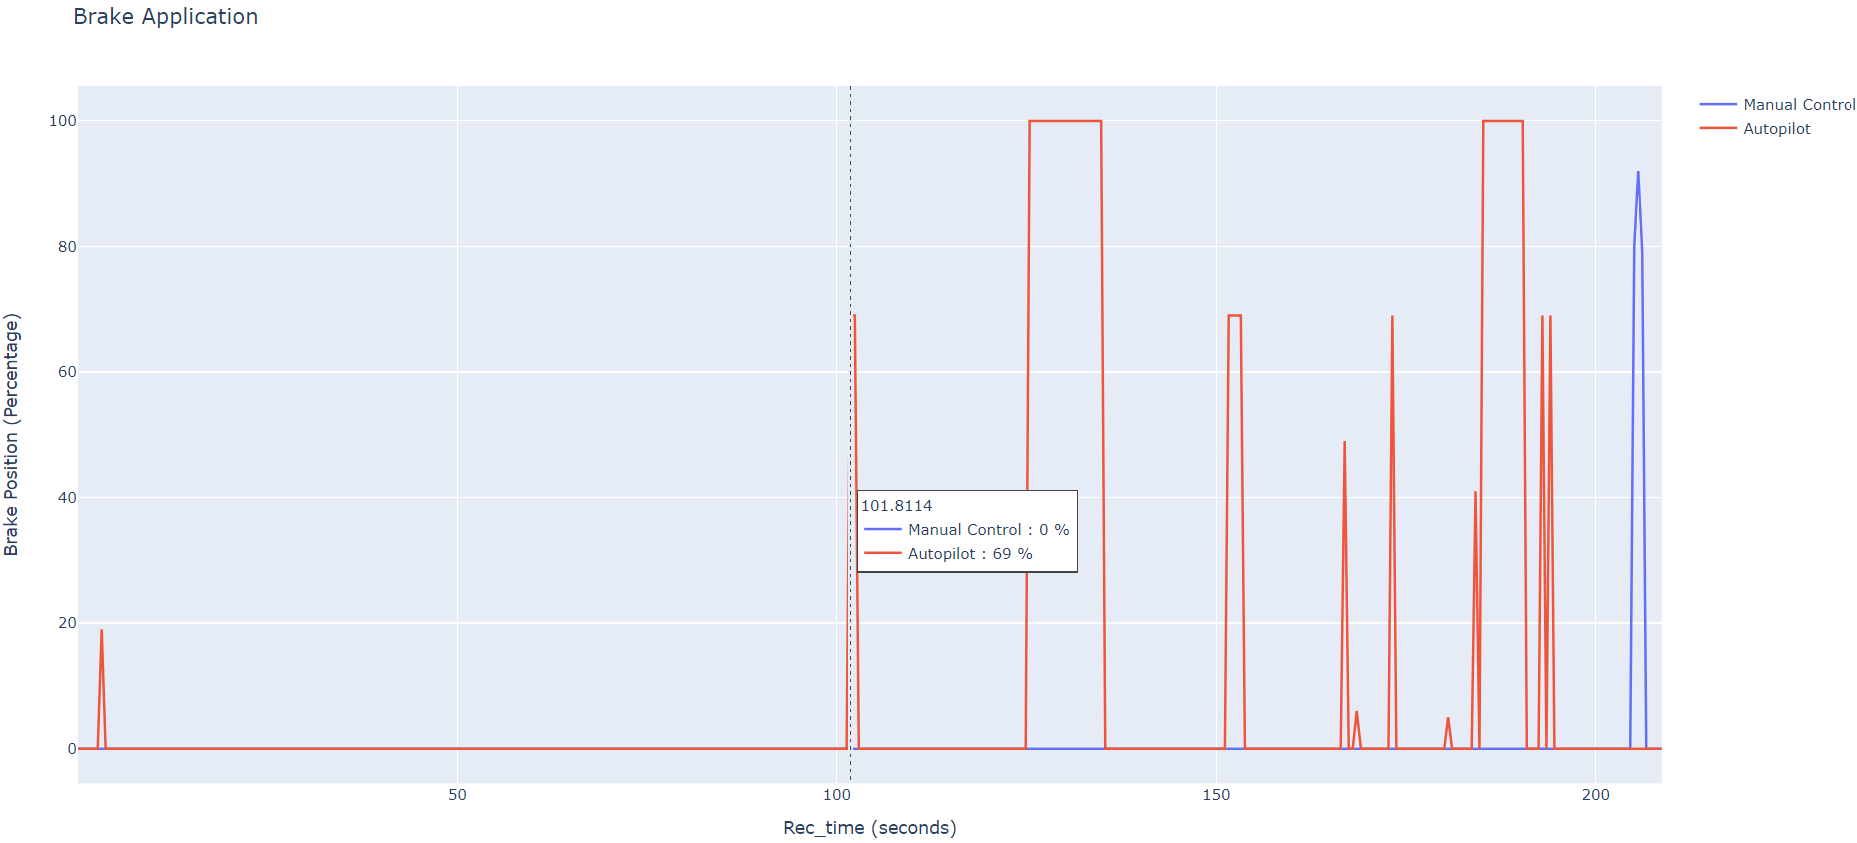 Brake Application
Manual Control
Autopilot
100
80
60
40
20
0
Brake Position (Percentage)
101.8114
Manual Control : 0 %
Autopilot : 69 %
50
100
150
200
Rec_time (seconds)